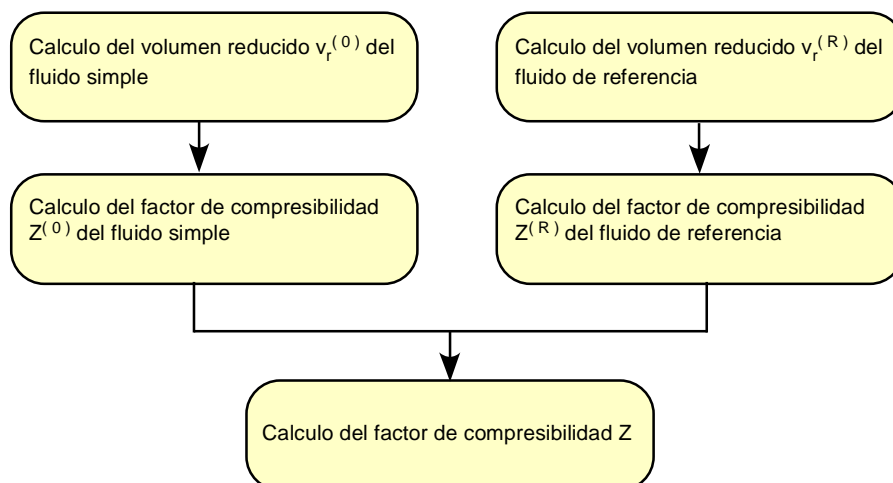 Calculo del volumen reducido v_r^(0) del
fluido simple
Calculo del volumen reducido v_r^(R) del
fluido de referencia
Calculo del factor de compresibilidad
Z^(0) del fluido simple
Calculo del factor de compresibilidad
Z^(R) del fluido de referencia
Calculo del factor de compresibilidad Z